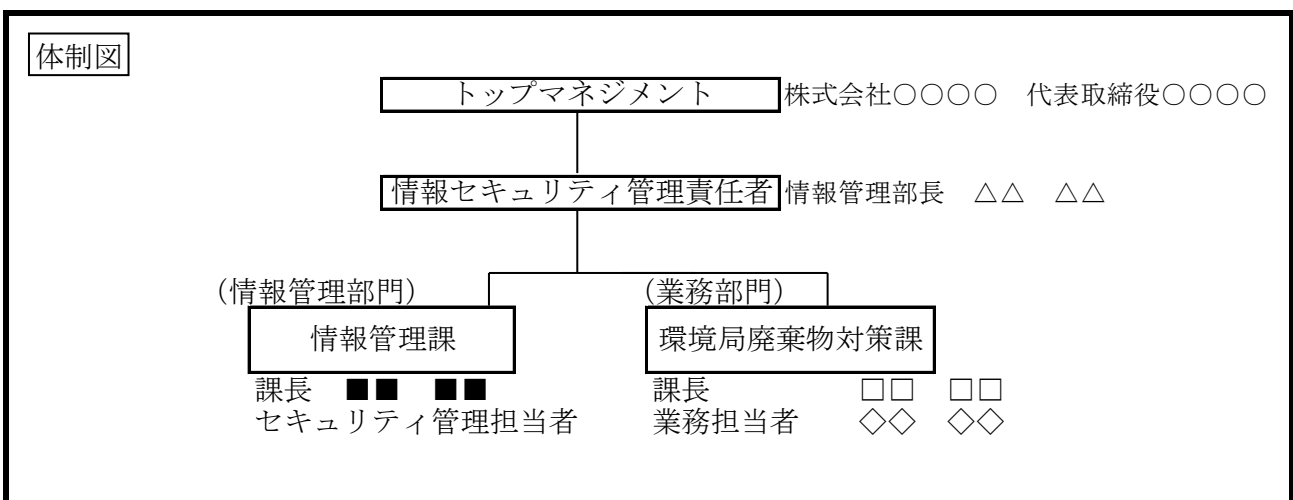 体制図
トップマネジメント 株式会社○○○○　代表取締役○○○○
情報セキュリティ管理責任者 情報管理部長　△△　△△
（情報管理部門）　（業務部門）
情報管理課　環境局廃棄物対策課
課長　■■　■■　課長　□□　□□
セキュリティ管理担当者　業務担当者　◇◇　◇◇